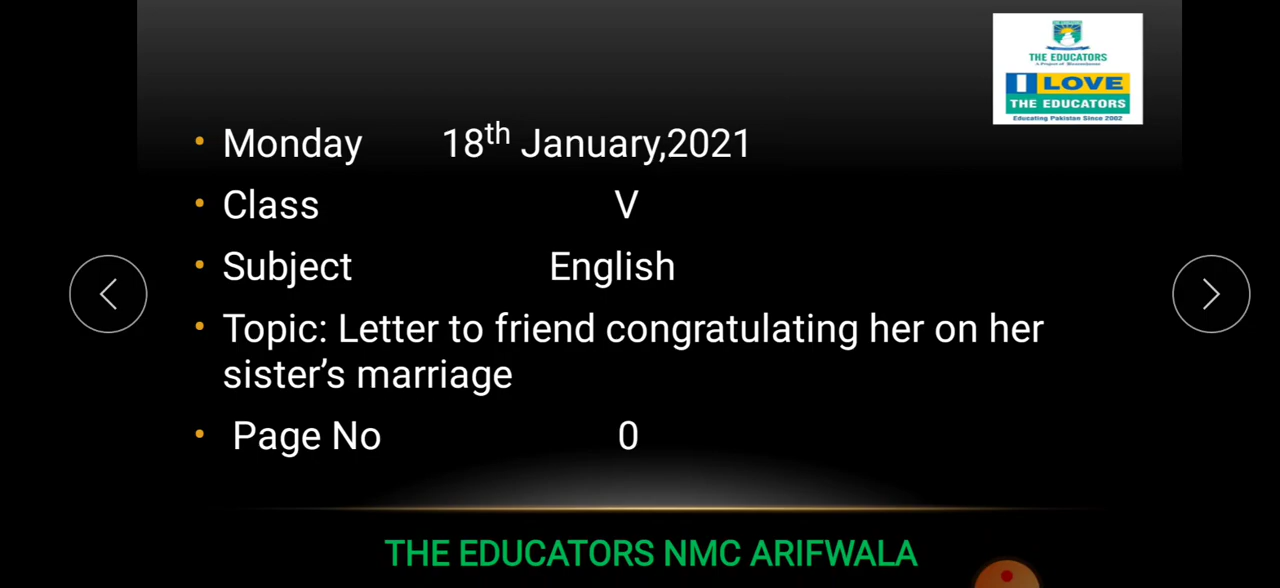 THE EDUCATORS
I LOVE
THE EDUCATORS
Educating Pakistan Since 2002
• Monday 18th January,2021
• Class V
• Subject English
• Topic: Letter to friend congratulating her on her
sister’s marriage
• Page No 0
THE EDUCATORS NMC ARIFWALA